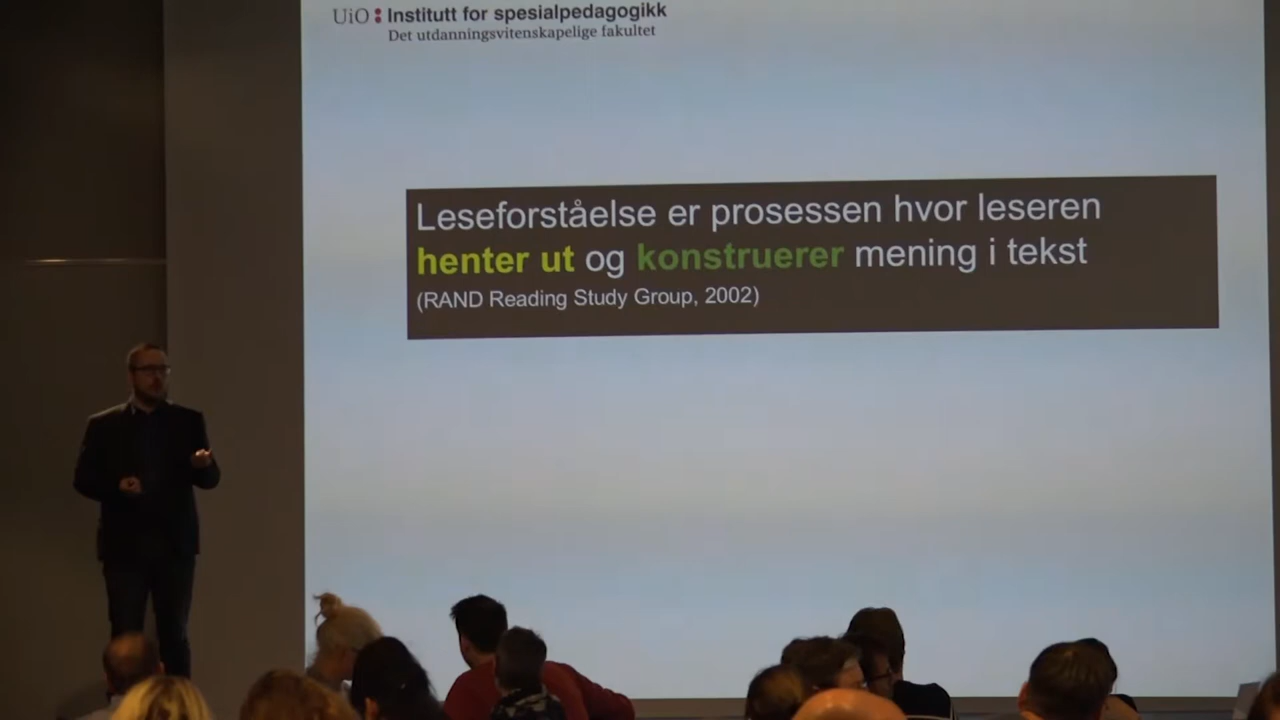 UiO : Institutt for spesialpedagogikk
Det utdanningsvitenskapelige fakultet
Leseforståelse er prosessen hvor leseren
henter ut og konstruerer mening i tekst
(RAND Reading Study Group, 2002)